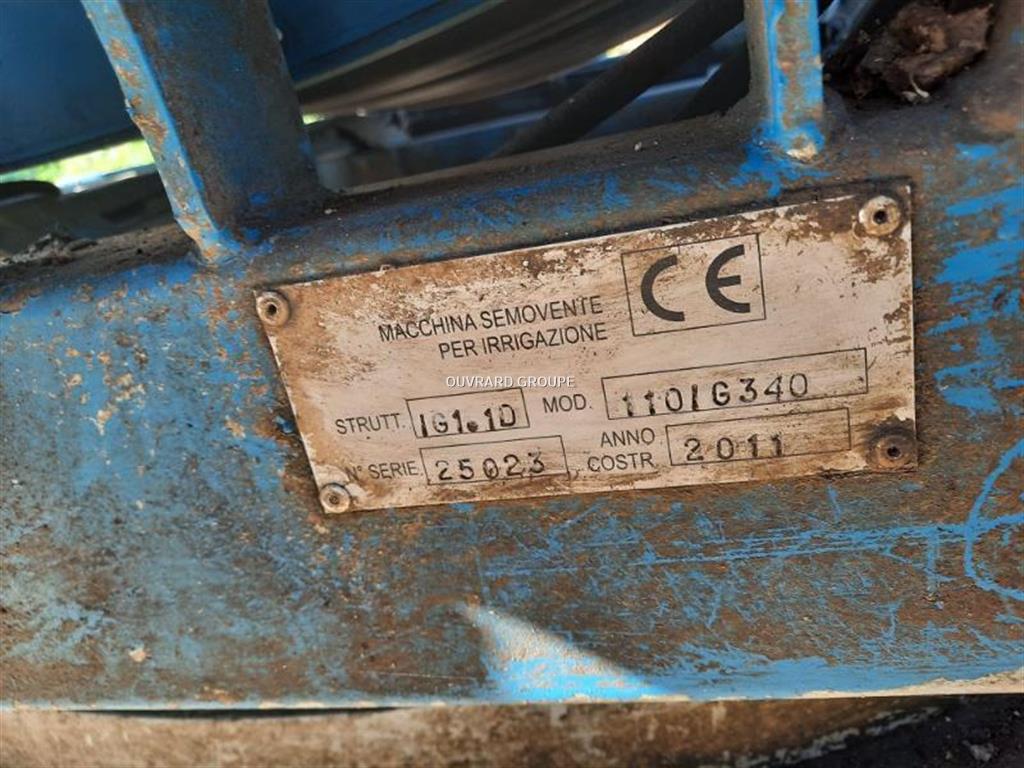 MACCHINA SEMOVENTE
PER IRRIGAZIONE
CE
OUVRARD GROUPE
STRUTT. IG1.1D MOD. 110IG340
N° SERIE 25023 ANNO COSTR. 2011